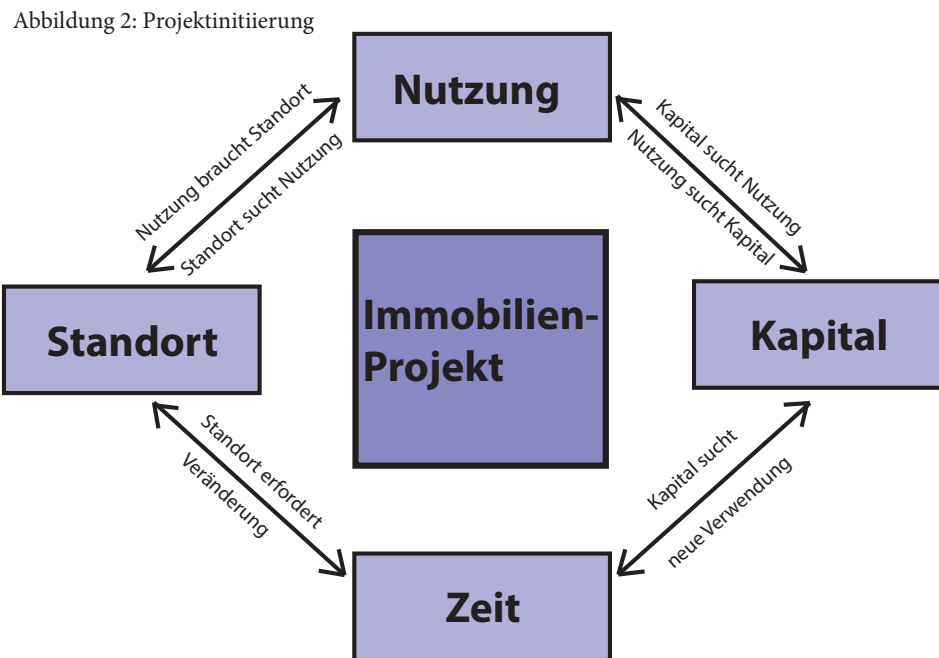 Abbildung 2: Projektinitiierung
Nutzung
Nutzung braucht Standort
Standort sucht Nutzung
Kapital sucht Nutzung
Nutzung sucht Kapital
Standort
Immobilien-
Projekt
Kapital
Standort erfordert
Veränderung
Kapital sucht
neue Verwendung
Zeit